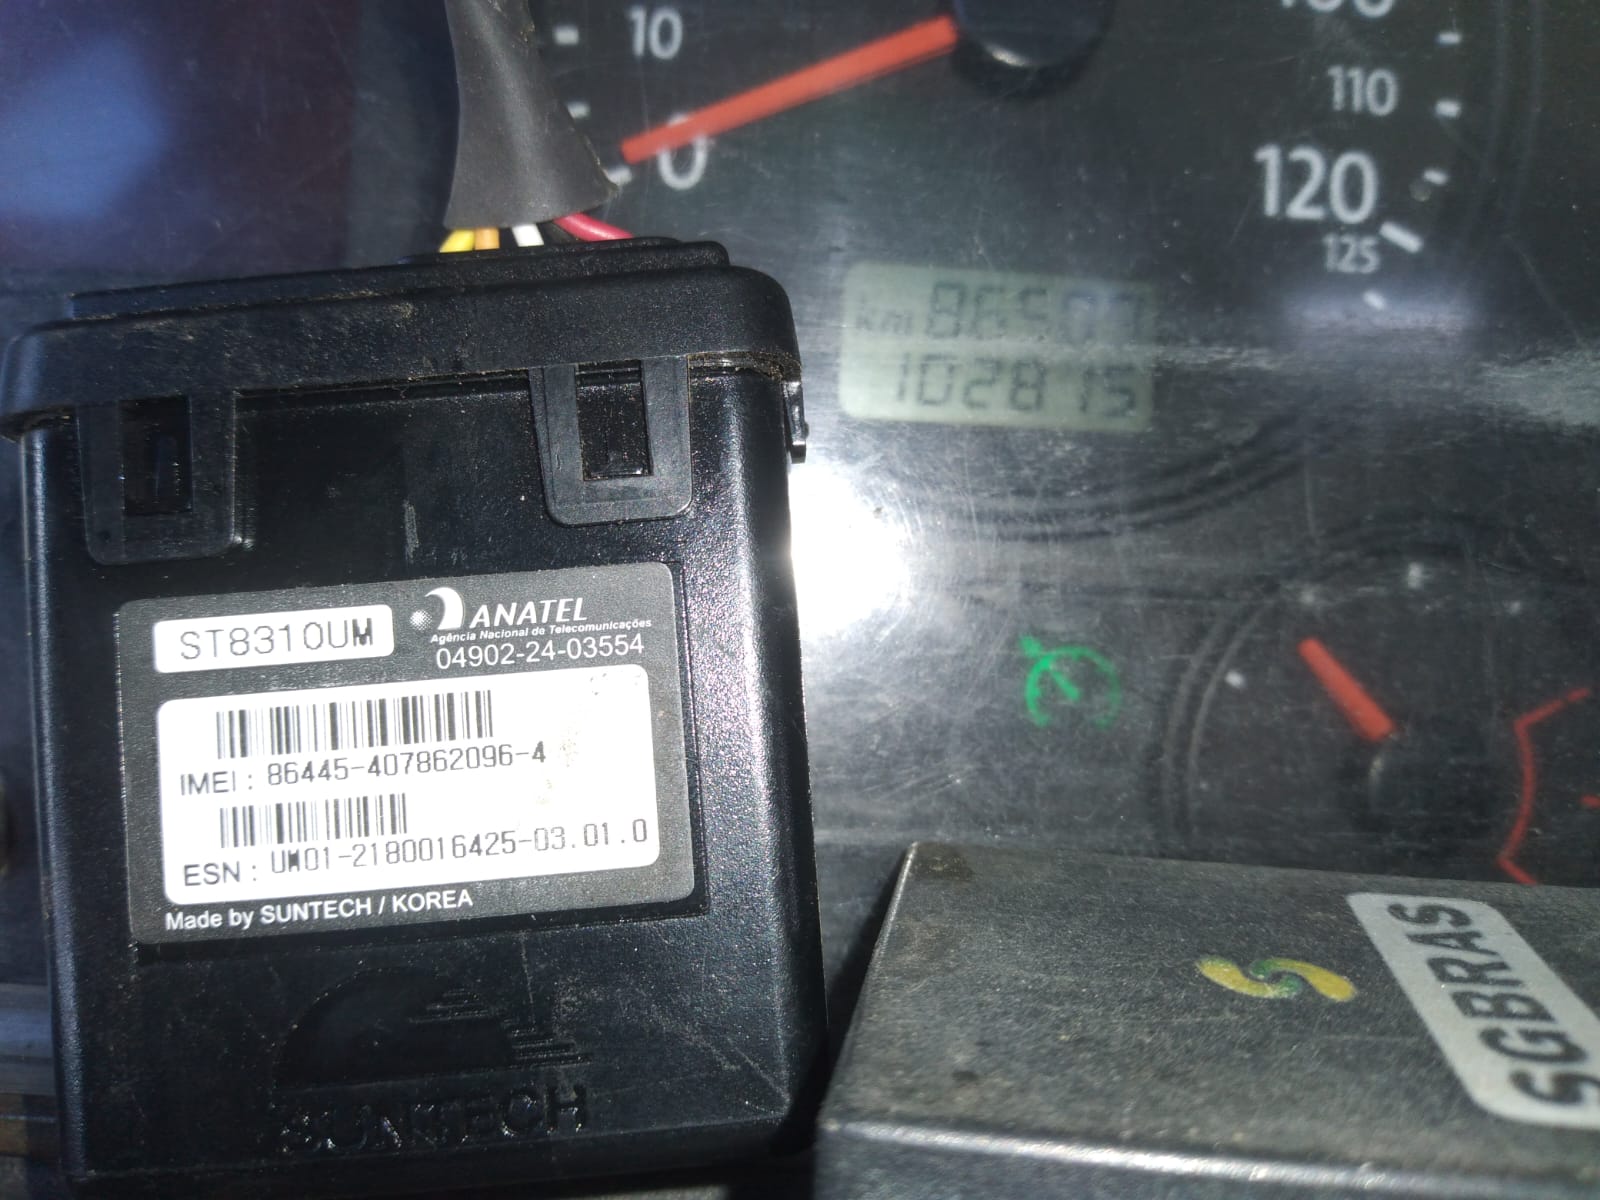 10
0
110
120
125
km 86507
102815
ST8310UM
ANATEL
Agência Nacional de Telecomunicações
04902-24-03554
IMEI : 86445-407862096-4
ESN : UM01-2180016425-03.01.0
Made by SUNTECH / KOREA
SUNTECH
SGBRAS